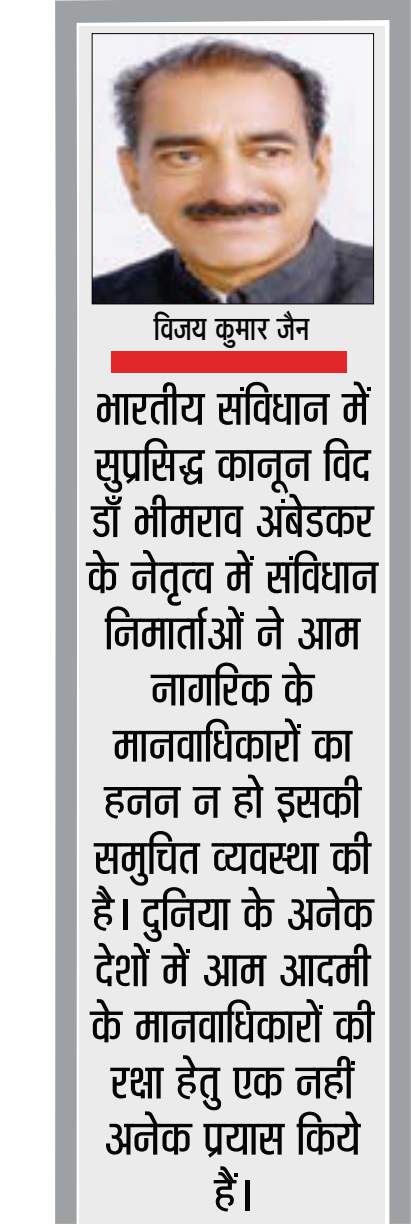 विजय कुमार जैन
भारतीय संविधान में
सुप्रसिद्ध कानून विद
डॉ भीमराव अंबेडकर
के नेतृत्व में संविधान
निमार्ताओं ने आम
नागरिक के
मानवाधिकारों का
हनन न हो इसकी
समुचित व्यवस्था की
है। दुनिया के अनेक
देशों में आम आदमी
के मानवाधिकारों की
रक्षा हेतु एक नहीं
अनेक प्रयास किये
हैं।